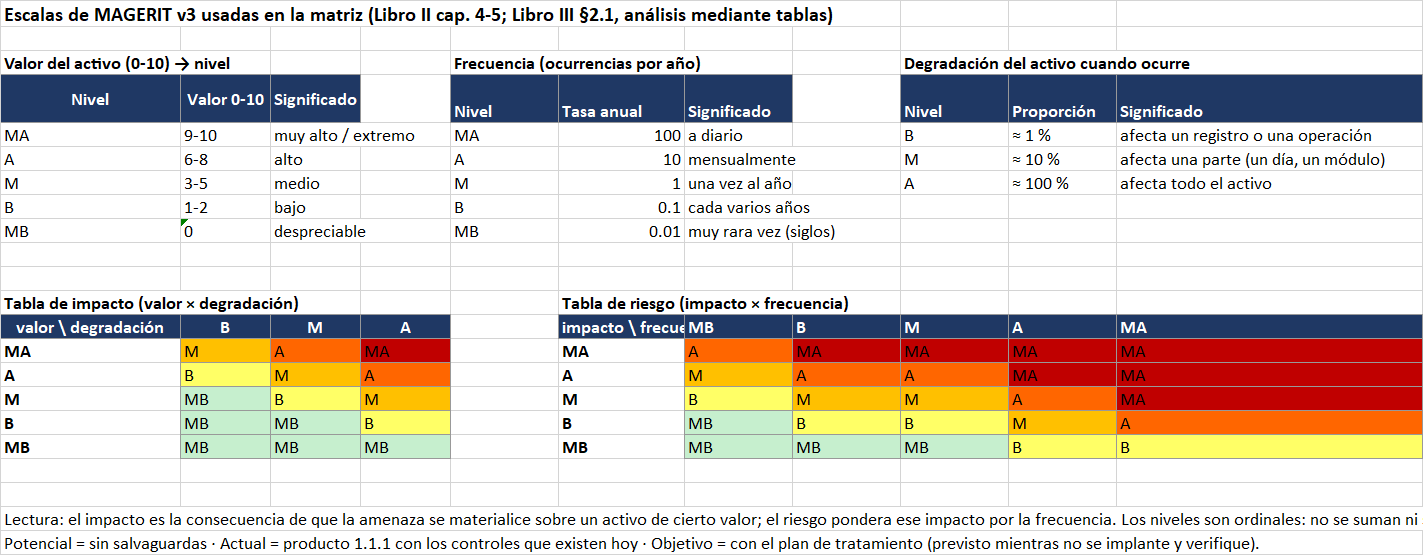 Escalas de MAGERIT v3 usadas en la matriz (Libro II cap. 4-5; Libro III §2.1, análisis mediante tablas)
Valor del activo (0-10) → nivel Frecuencia (ocurrencias por año) Degradación del activo cuando ocurre
Nivel Valor 0-10 Significado Nivel Tasa anual Significado Nivel Proporción Significado
MA 9-10 muy alto / extremo MA 100 a diario B ≈ 1 % afecta un registro o una operación
A 6-8 alto A 10 mensualmente M ≈ 10 % afecta una parte (un día, un módulo)
M 3-5 medio M 1 una vez al año A ≈ 100 % afecta todo el activo
B 1-2 bajo B 0.1 cada varios años
MB 0 despreciable MB 0.01 muy rara vez (siglos)
Tabla de impacto (valor × degradación) Tabla de riesgo (impacto × frecuencia)
valor \ degradación B M A impacto \ frecue MB B M A MA
MA M A MA MA A MA MA MA MA
A B M A A M A A MA MA
M MB B M M B M M A MA
B MB MB B B MB B B M A
MB MB MB MB MB MB MB MB B B
Lectura: el impacto es la consecuencia de que la amenaza se materialice sobre un activo de cierto valor; el riesgo pondera ese impacto por la frecuencia. Los niveles son ordinales: no se suman ni
Potencial = sin salvaguardas · Actual = producto 1.1.1 con los controles que existen hoy · Objetivo = con el plan de tratamiento (previsto mientras no se implante y verifique).